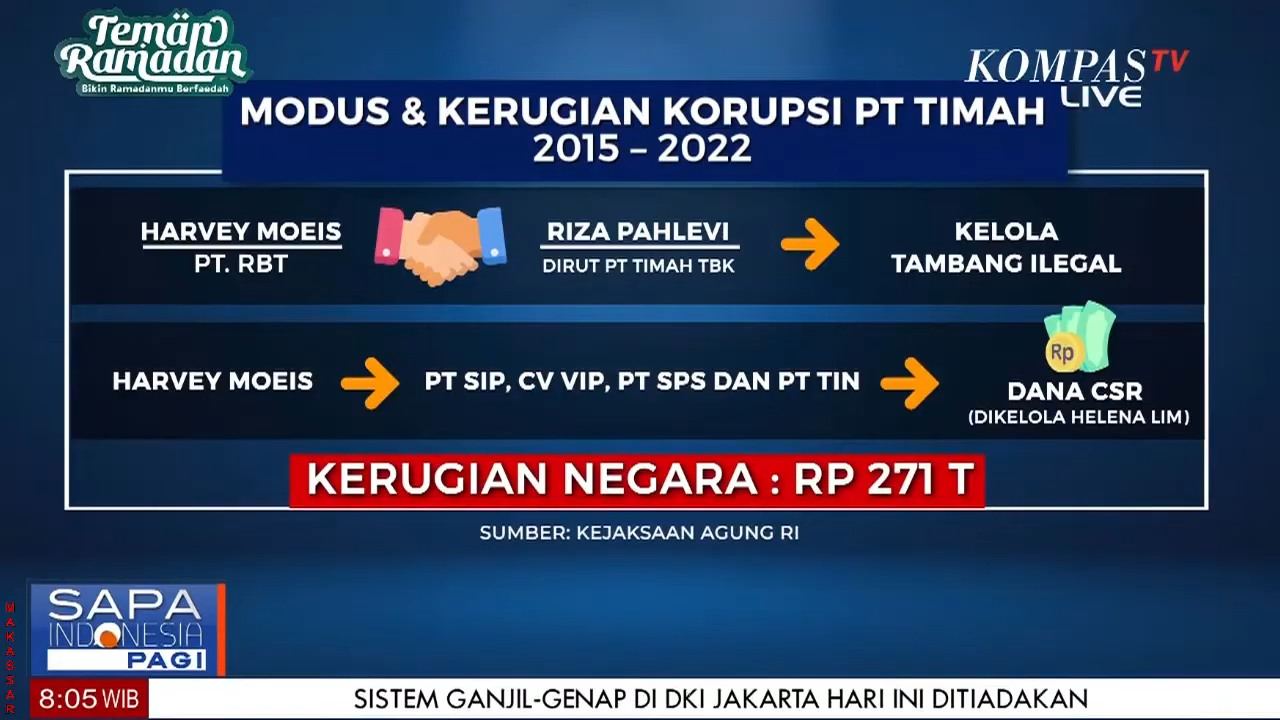 Teman
Ramadan
Bikin Ramadanmu Berfaedah
KOMPAS TV
LIVE
MODUS & KERUGIAN KORUPSI PT TIMAH
2015 – 2022
HARVEY MOEIS
PT. RBT
RIZA PAHLEVI
DIRUT PT TIMAH TBK
KELOLA
TAMBANG ILEGAL
HARVEY MOEIS
PT SIP, CV VIP, PT SPS DAN PT TIN
Rp
DANA CSR
(DIKELOLA HELENA LIM)
KERUGIAN NEGARA : RP 271 T
SUMBER: KEJAKSAAN AGUNG RI
MAKASSAR
SAPA
INDONESIA
PAGI
8:05 WIB
SISTEM GANJIL-GENAP DI DKI JAKARTA HARI INI DITIADAKAN